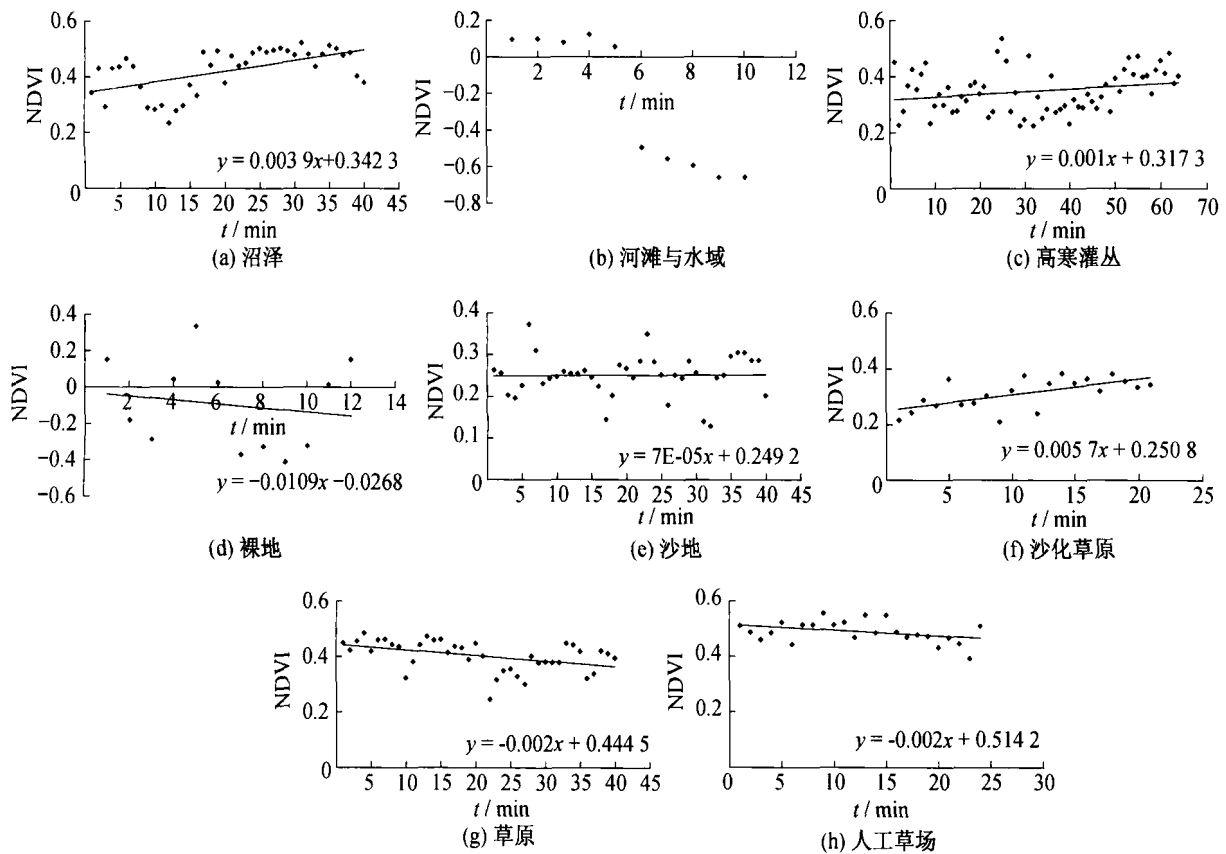 0.6
0.4
0.2
0
NDVI
5 10 15 20 25 30 35 40 45
t / min
y = 0.003 9x+0.342 3
(a) 沼泽
0.2
0
−0.2
−0.4
−0.6
−0.8
NDVI
2 4 6 8 10 12
t / min
(b) 河滩与水域
0.6
0.4
0.2
0
NDVI
10 20 30 40 50 60 70
t / min
y = 0.001x + 0.317 3
(c) 高寒灌丛
0.4
0.2
0
−0.2
−0.4
−0.6
NDVI
2 4 6 8 10 12 14
t / min
y = −0.0109x −0.0268
(d) 裸地
0.4
0.3
0.2
0.1
0
NDVI
5 10 15 20 25 30 35 40 45
t / min
y = 7E-05x + 0.249 2
(e) 沙地
0.6
0.4
0.2
0
NDVI
5 10 15 20 25
t / min
y = 0.005 7x + 0.250 8
(f) 沙化草原
0.6
0.4
0.2
0
NDVI
5 10 15 20 25 30 35 40 45
t / min
y = -0.002x + 0.444 5
(g) 草原
0.6
0.4
0.2
NDVI
0 5 10 15 20 25 30
t / min
y = -0.002x + 0.514 2
(h) 人工草场